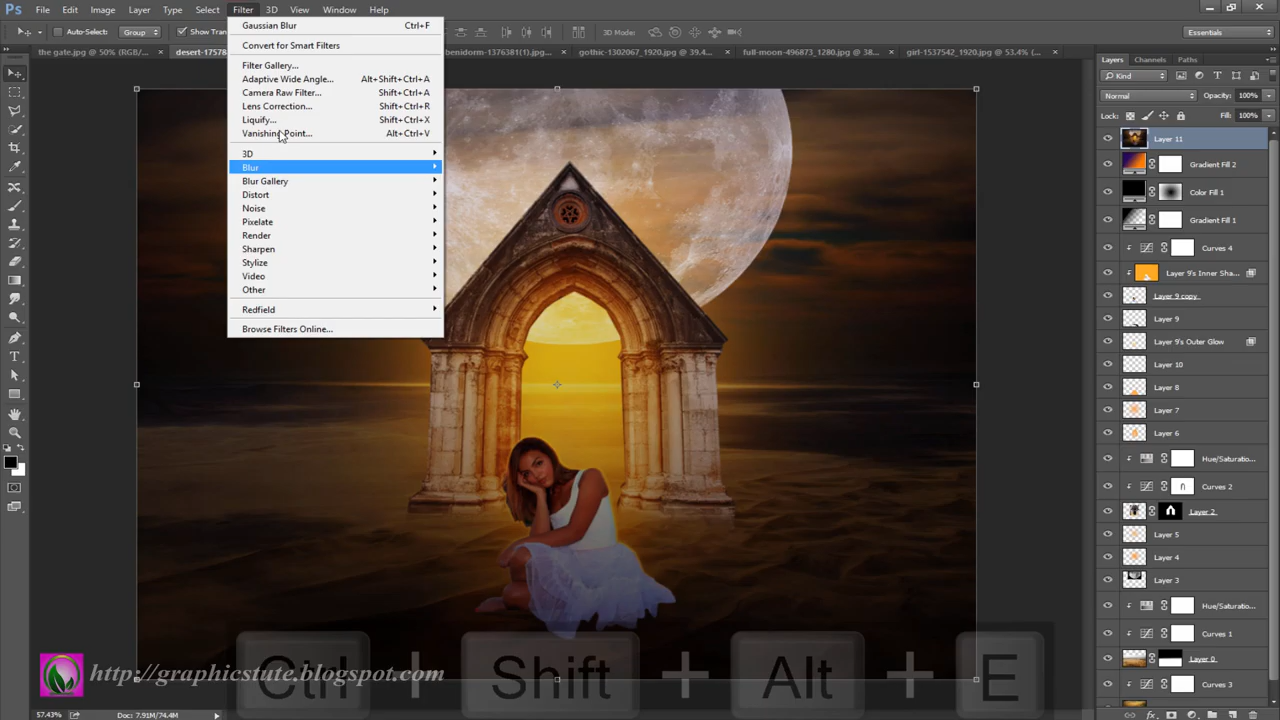 Ps File Edit Image Layer Type Select Filter 3D View Window Help
Auto-Select: Group Show Tran 3D Mode: Essentials
the gate.jpg @ 50% (RGB/... desert-17578 benidorm-1376381(1).jpg... gothic-1302067_1920.jpg @ 39.4... full-moon-496873_1280.jpg @ 38... girl-1537542_1920.jpg @ 53.4% (...
Gaussian Blur Ctrl+F
Convert for Smart Filters
Filter Gallery...
Adaptive Wide Angle... Alt+Shift+Ctrl+A
Camera Raw Filter... Shift+Ctrl+A
Lens Correction... Shift+Ctrl+R
Liquify... Shift+Ctrl+X
Vanishing Point... Alt+Ctrl+V
3D
Blur
Blur Gallery
Distort
Noise
Pixelate
Render
Sharpen
Stylize
Video
Other
Redfield
Browse Filters Online...
Layers Channels Paths
Kind
Normal Opacity: 100%
Lock: Fill: 100%
Layer 11
Gradient Fill 2
Color Fill 1
Gradient Fill 1
Curves 4
Layer 9's Inner Sha...
Layer 9 copy
Layer 9
Layer 9's Outer Glow
Layer 10
Layer 8
Layer 7
Layer 6
Hue/Saturatio...
Curves 2
Layer 2
Layer 5
Layer 4
Layer 3
Hue/Saturatio...
Curves 1
Layer 0
Curves 3
Ctrl + Shift + Alt + E
http://graphicstute.blogspot.com
57.43% Doc: 7.91M/74.4M